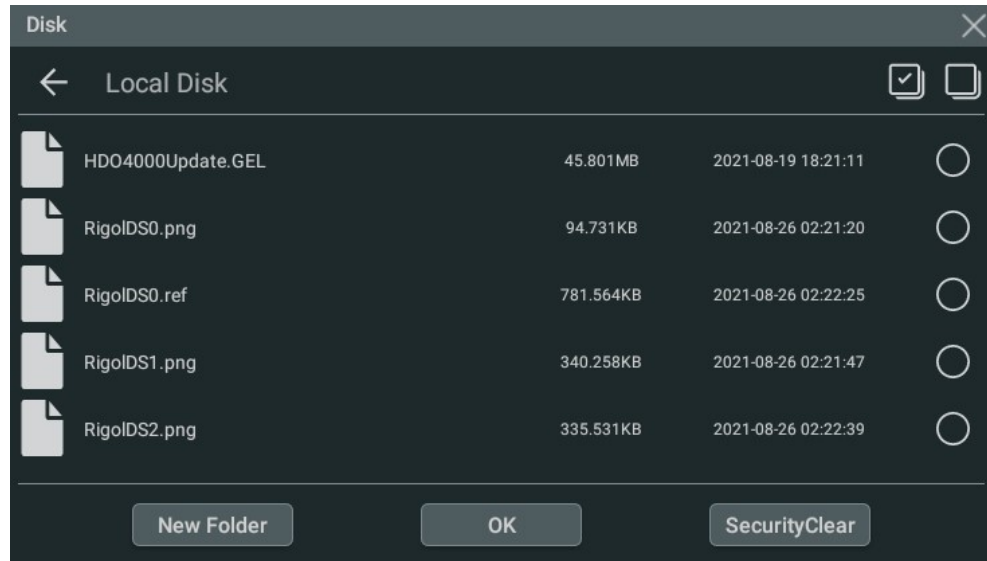 Disk
Local Disk
HDO4000Update.GEL 45.801MB 2021-08-19 18:21:11
RigolDS0.png 94.731KB 2021-08-26 02:21:20
RigolDS0.ref 781.564KB 2021-08-26 02:22:25
RigolDS1.png 340.258KB 2021-08-26 02:21:47
RigolDS2.png 335.531KB 2021-08-26 02:22:39
New Folder OK SecurityClear